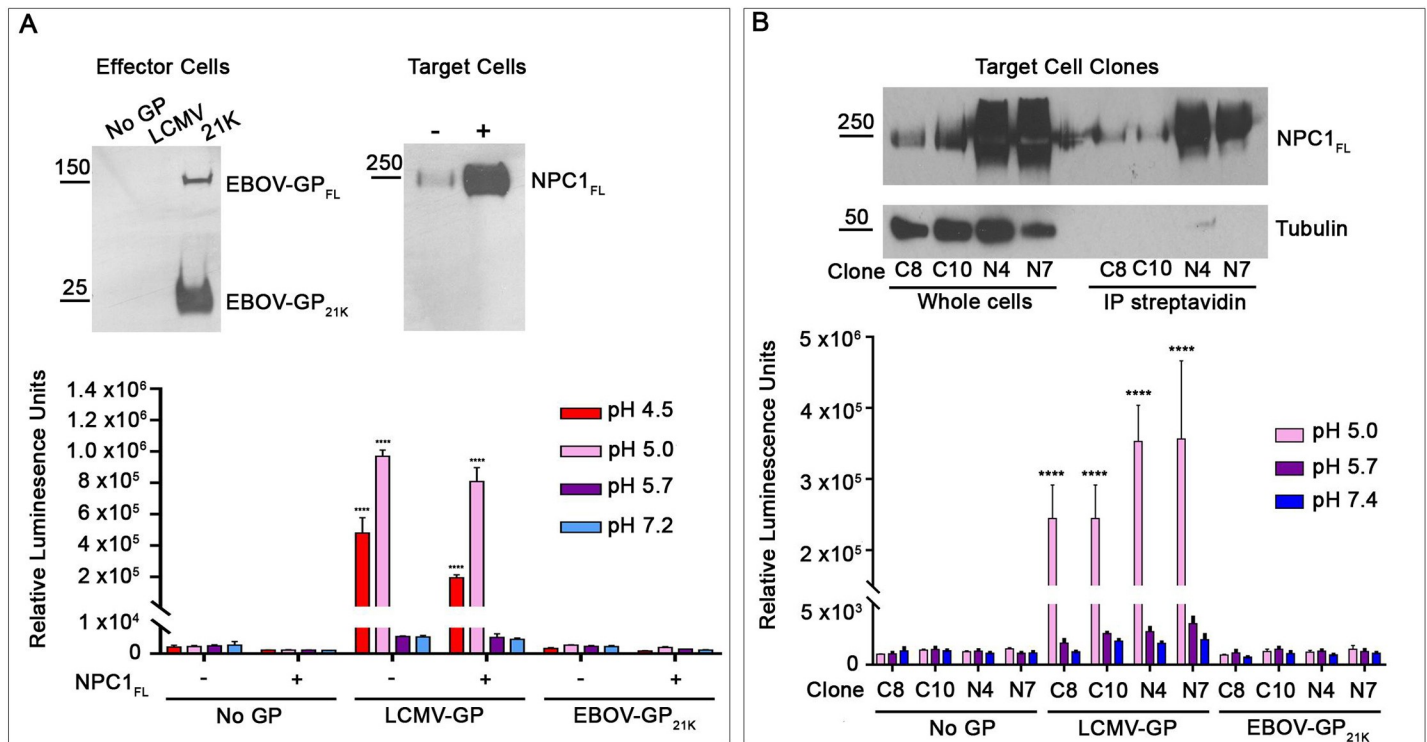 A
Effector Cells
Target Cells
No GP
LCMV
21K
- +
150
EBOV-GPFL
25
EBOV-GP21K
250
NPC1FL
Relative Luminesence Units
1.4 x10⁶
1.2 x10⁶
1.0 x10⁶
8 x10⁵
6 x10⁵
4 x10⁵
2 x10⁵
1 x10⁴
0
**** **** **** ****
pH 4.5
pH 5.0
pH 5.7
pH 7.2
NPC1FL - + - + - +
No GP LCMV-GP EBOV-GP21K
B
Target Cell Clones
250
NPC1FL
50
Tubulin
Clone C8 C10 N4 N7 C8 C10 N4 N7
Whole cells IP streptavidin
Relative Luminescence Units
5 x10⁶
4 x10⁵
3 x10⁵
2 x10⁵
5 x10³
0
**** **** **** ****
pH 5.0
pH 5.7
pH 7.4
Clone C8 C10 N4 N7 C8 C10 N4 N7 C8 C10 N4 N7
No GP LCMV-GP EBOV-GP21K